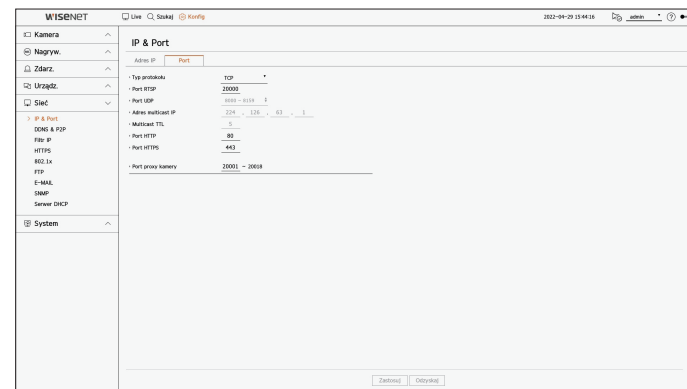 WISENET Live Szukaj Konfig 2022-04-29 15:44:16 admin ?
Kamera
Nagryw.
Zdarz.
Urządz.
Sieć
> IP & Port
DDNS & P2P
Filtr IP
HTTPS
802.1x
FTP
E-MAIL
SNMP
Serwer DHCP
System
IP & Port
Adres IP Port
· Typ protokołu TCP
· Port RTSP 20000
· Port UDP
· Adres multicast IP 224 . 126 . 63 . 1
· Multicast TTL 5
· Port HTTP 80
· Port HTTPS 443
· Port proxy kamery 20001 ~ 20018
Zastosuj Odzyskaj